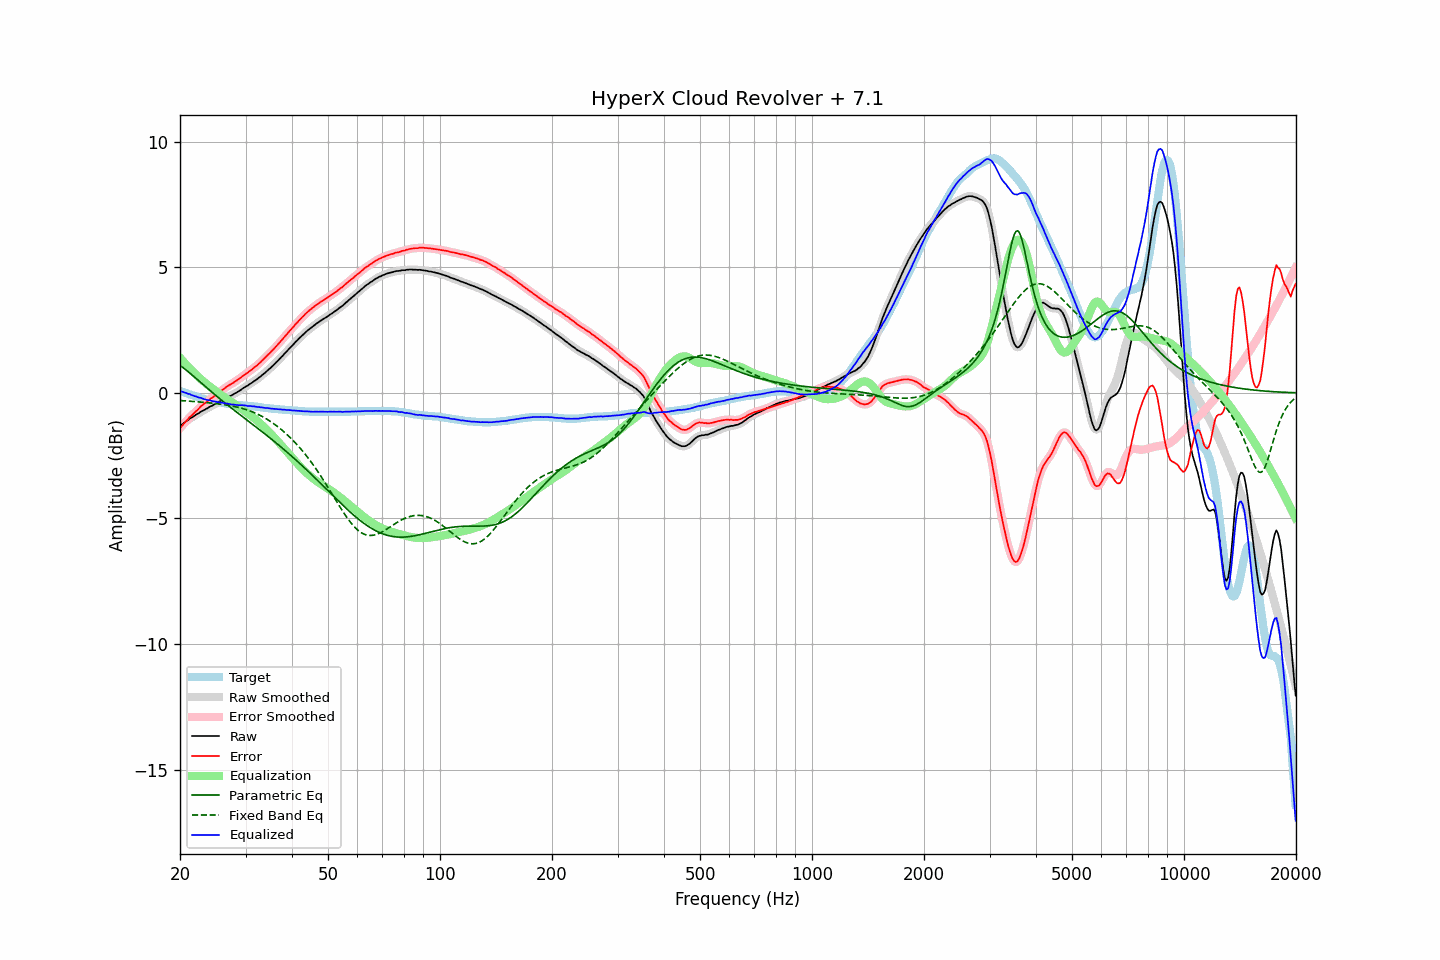 HyperX Cloud Revolver + 7.1
Amplitude (dBr)
10
5
0
−5
−10
−15
Target
Raw Smoothed
Error Smoothed
Raw
Error
Equalization
Parametric Eq
Fixed Band Eq
Equalized
20 50 100 200 500 1000 2000 5000 10000 20000
Frequency (Hz)